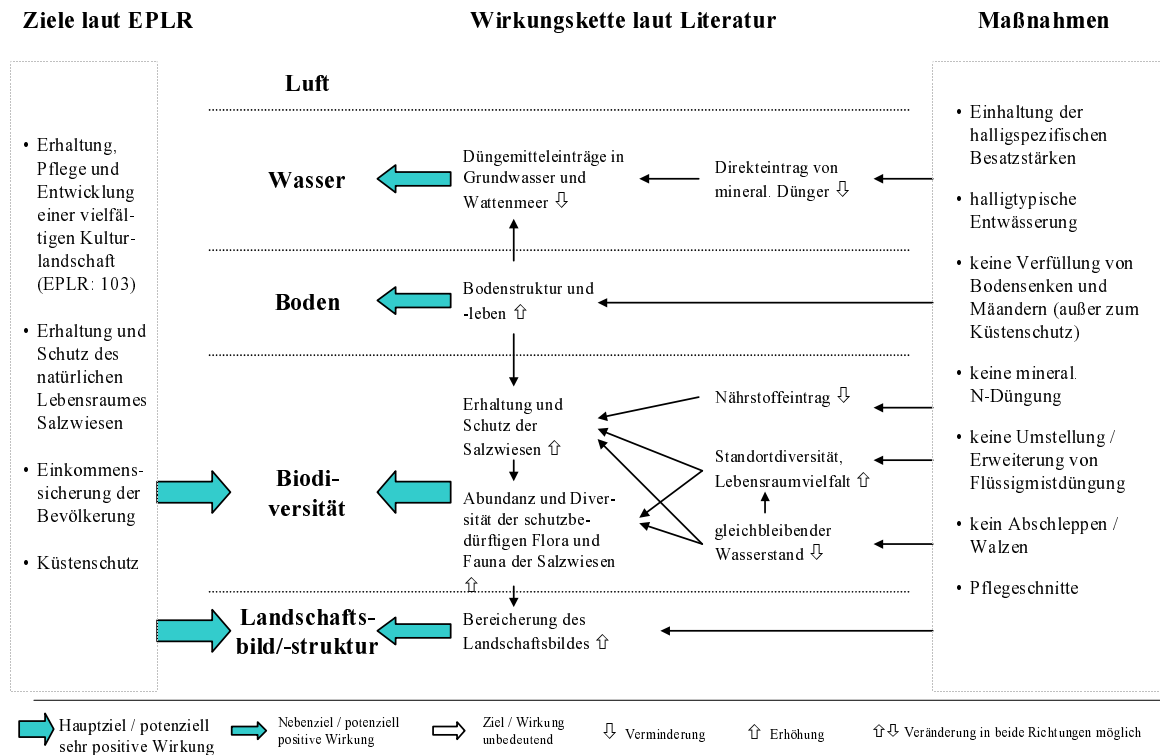 Ziele laut EPLR
Wirkungskette laut Literatur
Maßnahmen
• Erhaltung,
Pflege und
Entwicklung
einer vielfäl-
tigen Kultur-
landschaft
(EPLR: 103)
• Erhaltung und
Schutz des
natürlichen
Lebensraumes
Salzwiesen
• Einkommens-
sicherung der
Bevölkerung
• Küstenschutz
Luft
Wasser
Düngemitteleinträge in
Grundwasser und
Wattenmeer ⇩
Direkteintrag von
mineral. Dünger ⇩
Boden
Bodenstruktur und
-leben ⇧
Biodi-
versität
Erhaltung und
Schutz der
Salzwiesen ⇧
Abundanz und Diver-
sität der schutzbe-
dürftigen Flora und
Fauna der Salzwiesen
⇧
Nährstoffeintrag ⇩
Standortdiversität,
Lebensraumvielfalt ⇧
gleichbleibender
Wasserstand ⇩
Landschafts-
bild/-struktur
Bereicherung des
Landschaftsbildes ⇧
• Einhaltung der
halligspezifischen
Besatzstärken
• halligtypische
Entwässerung
• keine Verfüllung von
Bodensenken und
Mäandern (außer zum
Küstenschutz)
• keine mineral.
N-Düngung
• keine Umstellung /
Erweiterung von
Flüssigmistdüngung
• kein Abschleppen /
Walzen
• Pflegeschnitte
Hauptziel / potenziell
sehr positive Wirkung
Nebenziel / potenziell
positive Wirkung
Ziel / Wirkung
unbedeutend
⇩ Verminderung
⇧ Erhöhung
⇧⇩ Veränderung in beide Richtungen möglich